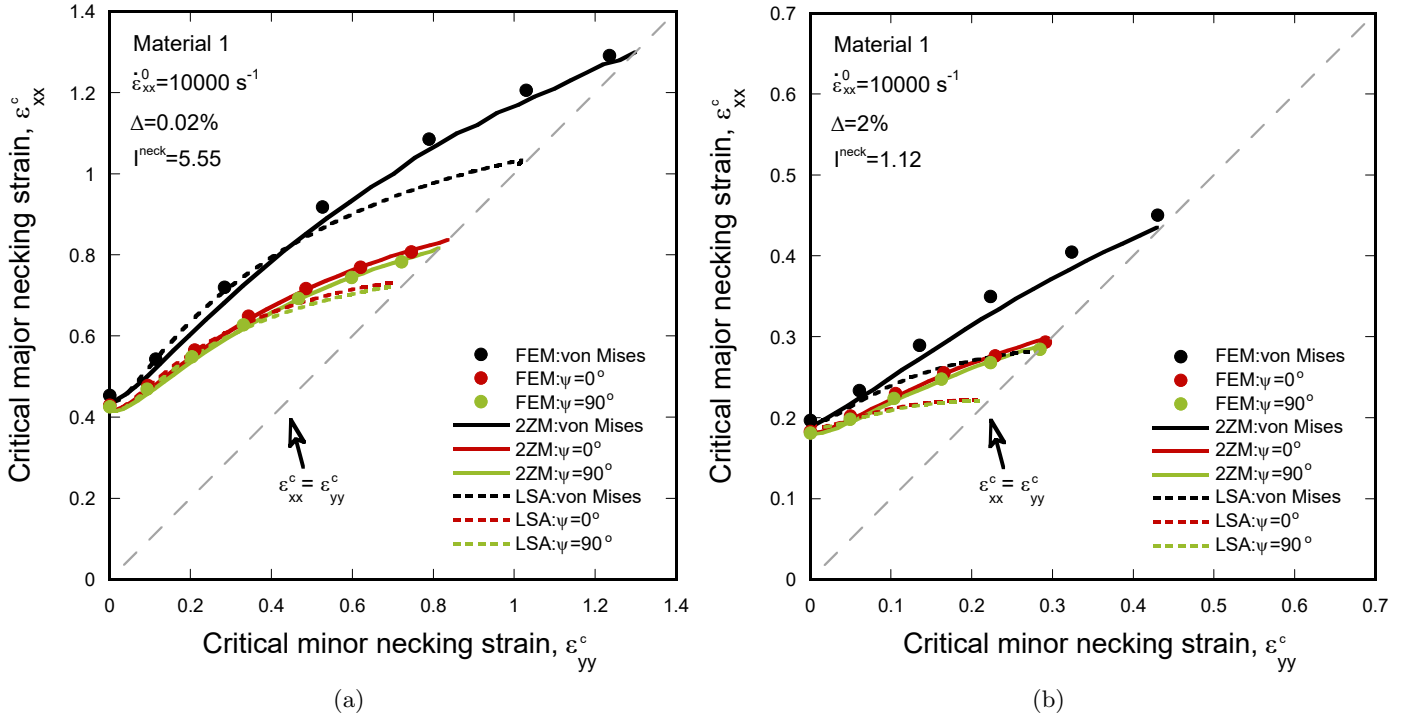 Material 1
ε̇⁰xx=10000 s⁻¹
Δ=0.02%
Iⁿᵉᶜᵏ=5.55
Critical major necking strain, εᶜxx
1.4
1.2
1
0.8
0.6
0.4
0.2
0
FEM:von Mises
FEM:ψ=0°
FEM:ψ=90°
2ZM:von Mises
2ZM:ψ=0°
2ZM:ψ=90°
LSA:von Mises
LSA:ψ=0°
LSA:ψ=90°
εᶜxx = εᶜyy
0 0.2 0.4 0.6 0.8 1 1.2 1.4
Critical minor necking strain, εᶜyy
(a)
Material 1
ε̇⁰xx=10000 s⁻¹
Δ=2%
Iⁿᵉᶜᵏ=1.12
Critical major necking strain, εᶜxx
0.7
0.6
0.5
0.4
0.3
0.2
0.1
0
FEM:von Mises
FEM:ψ=0°
FEM:ψ=90°
2ZM:von Mises
2ZM:ψ=0°
2ZM:ψ=90°
LSA:von Mises
LSA:ψ=0°
LSA:ψ=90°
εᶜxx = εᶜyy
0 0.1 0.2 0.3 0.4 0.5 0.6 0.7
Critical minor necking strain, εᶜyy
(b)